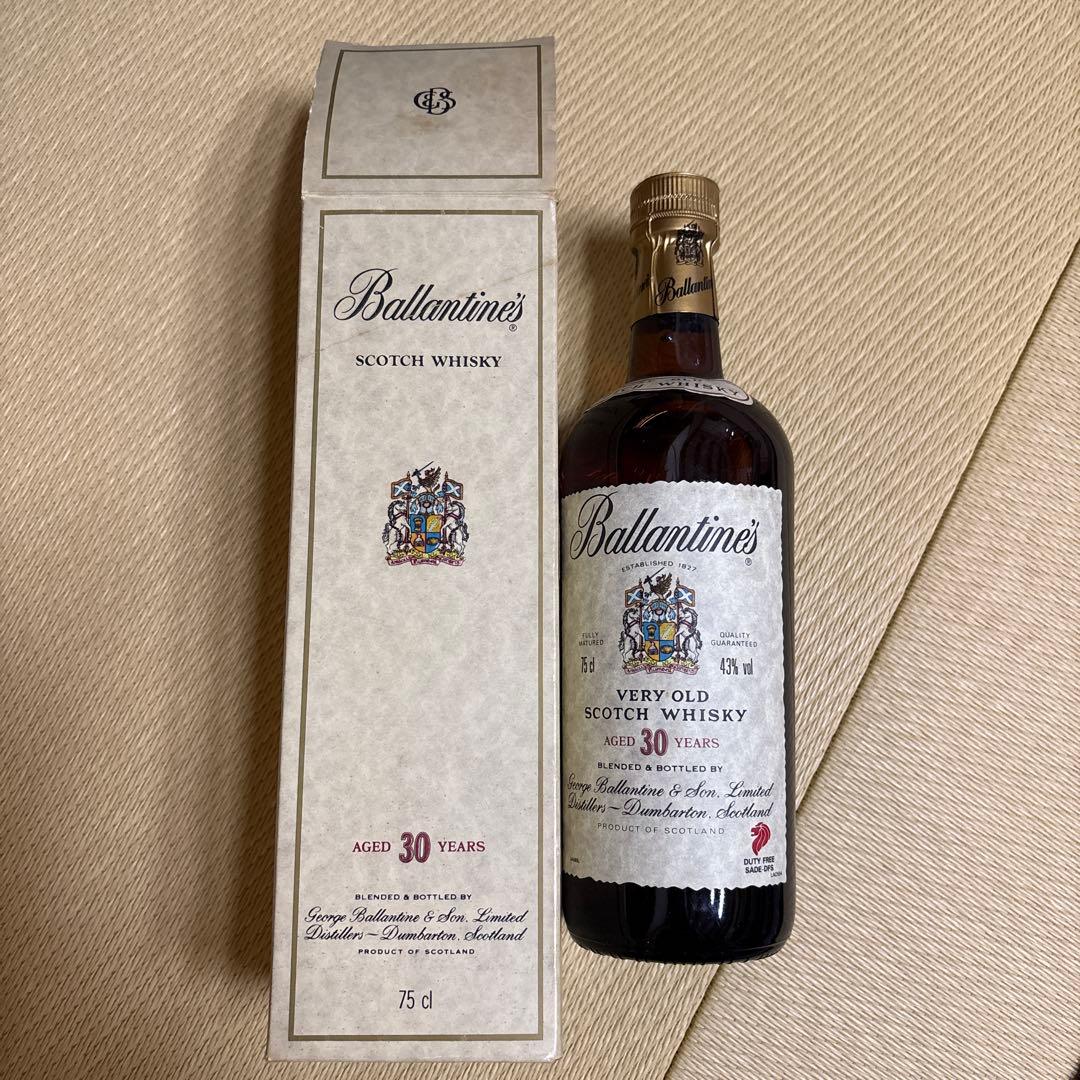 GBS
Ballantine's
®
SCOTCH WHISKY
AGED 30 YEARS
BLENDED & BOTTLED BY
George Ballantine & Son, Limited
Distillers – Dumbarton, Scotland
PRODUCT OF SCOTLAND
75 cl
Ballantine
OLD
WHISKY
Ballantine's
®
ESTABLISHED 1827
FULLY MATURED
75 cl
QUALITY GUARANTEED
43% vol
VERY OLD
SCOTCH WHISKY
AGED 30 YEARS
BLENDED & BOTTLED BY
George Ballantine & Son, Limited
Distillers – Dumbarton, Scotland
PRODUCT OF SCOTLAND
DUTY FREE
SADE-DFS